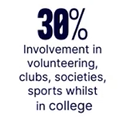 30%
Involvement in
volunteering,
clubs, societies,
sports whilst
in college